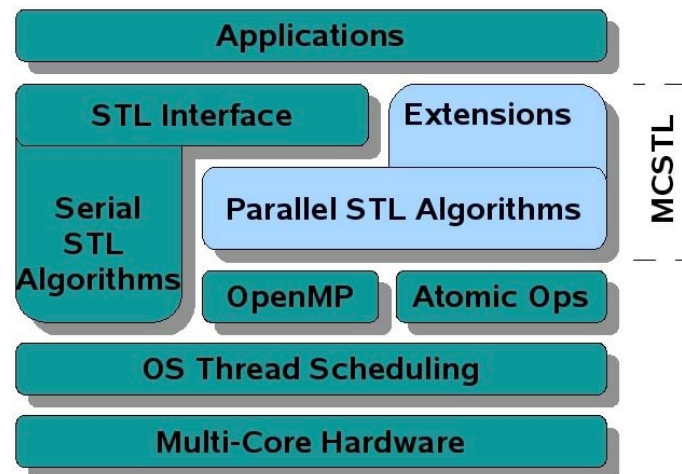 Applications
STL Interface
Extensions
MCSTL
Serial
STL
Algorithms
Parallel STL Algorithms
OpenMP
Atomic Ops
OS Thread Scheduling
Multi-Core Hardware